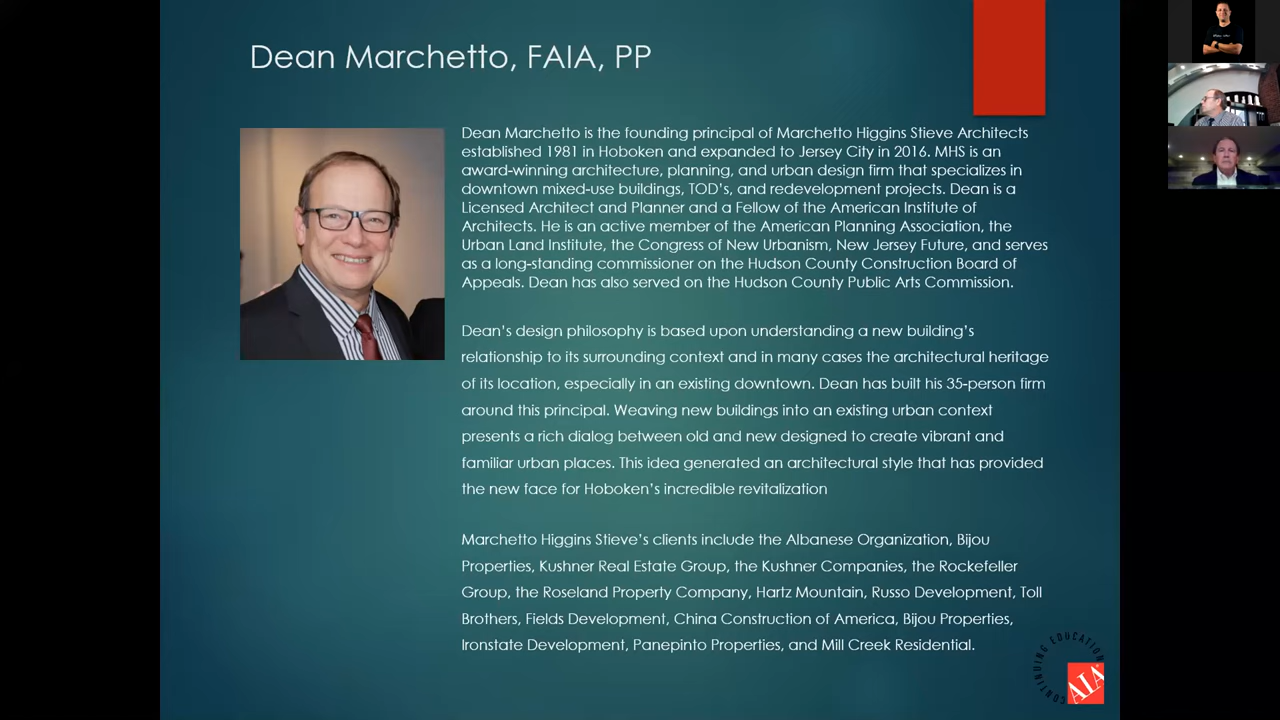 Dean Marchetto, FAIA, PP
Dean Marchetto is the founding principal of Marchetto Higgins Stieve Architects
established 1981 in Hoboken and expanded to Jersey City in 2016. MHS is an
award-winning architecture, planning, and urban design firm that specializes in
downtown mixed-use buildings, TOD's, and redevelopment projects. Dean is a
Licensed Architect and Planner and a Fellow of the American Institute of
Architects. He is an active member of the American Planning Association, the
Urban Land Institute, the Congress of New Urbanism, New Jersey Future, and serves
as a long-standing commissioner on the Hudson County Construction Board of
Appeals. Dean has also served on the Hudson County Public Arts Commission.
Dean's design philosophy is based upon understanding a new building's
relationship to its surrounding context and in many cases the architectural heritage
of its location, especially in an existing downtown. Dean has built his 35-person firm
around this principal. Weaving new buildings into an existing urban context
presents a rich dialog between old and new designed to create vibrant and
familiar urban places. This idea generated an architectural style that has provided
the new face for Hoboken's incredible revitalization
Marchetto Higgins Stieve's clients include the Albanese Organization, Bijou
Properties, Kushner Real Estate Group, the Kushner Companies, the Rockefeller
Group, the Roseland Property Company, Hartz Mountain, Russo Development, Toll
Brothers, Fields Development, China Construction of America, Bijou Properties,
Ironstate Development, Panepinto Properties, and Mill Creek Residential.
CONTINUING EDUCATION
AIA